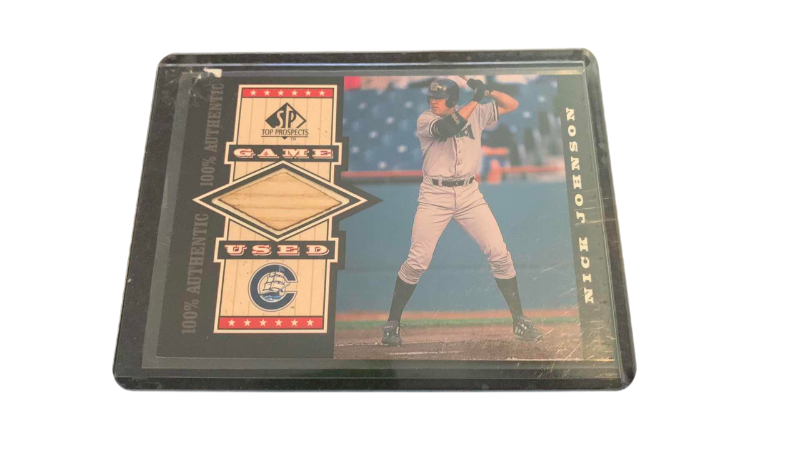 100% AUTHENTIC 100% AUTHENTIC
SP
TOP PROSPECTS
GAME
USED
C
NICK JOHNSON